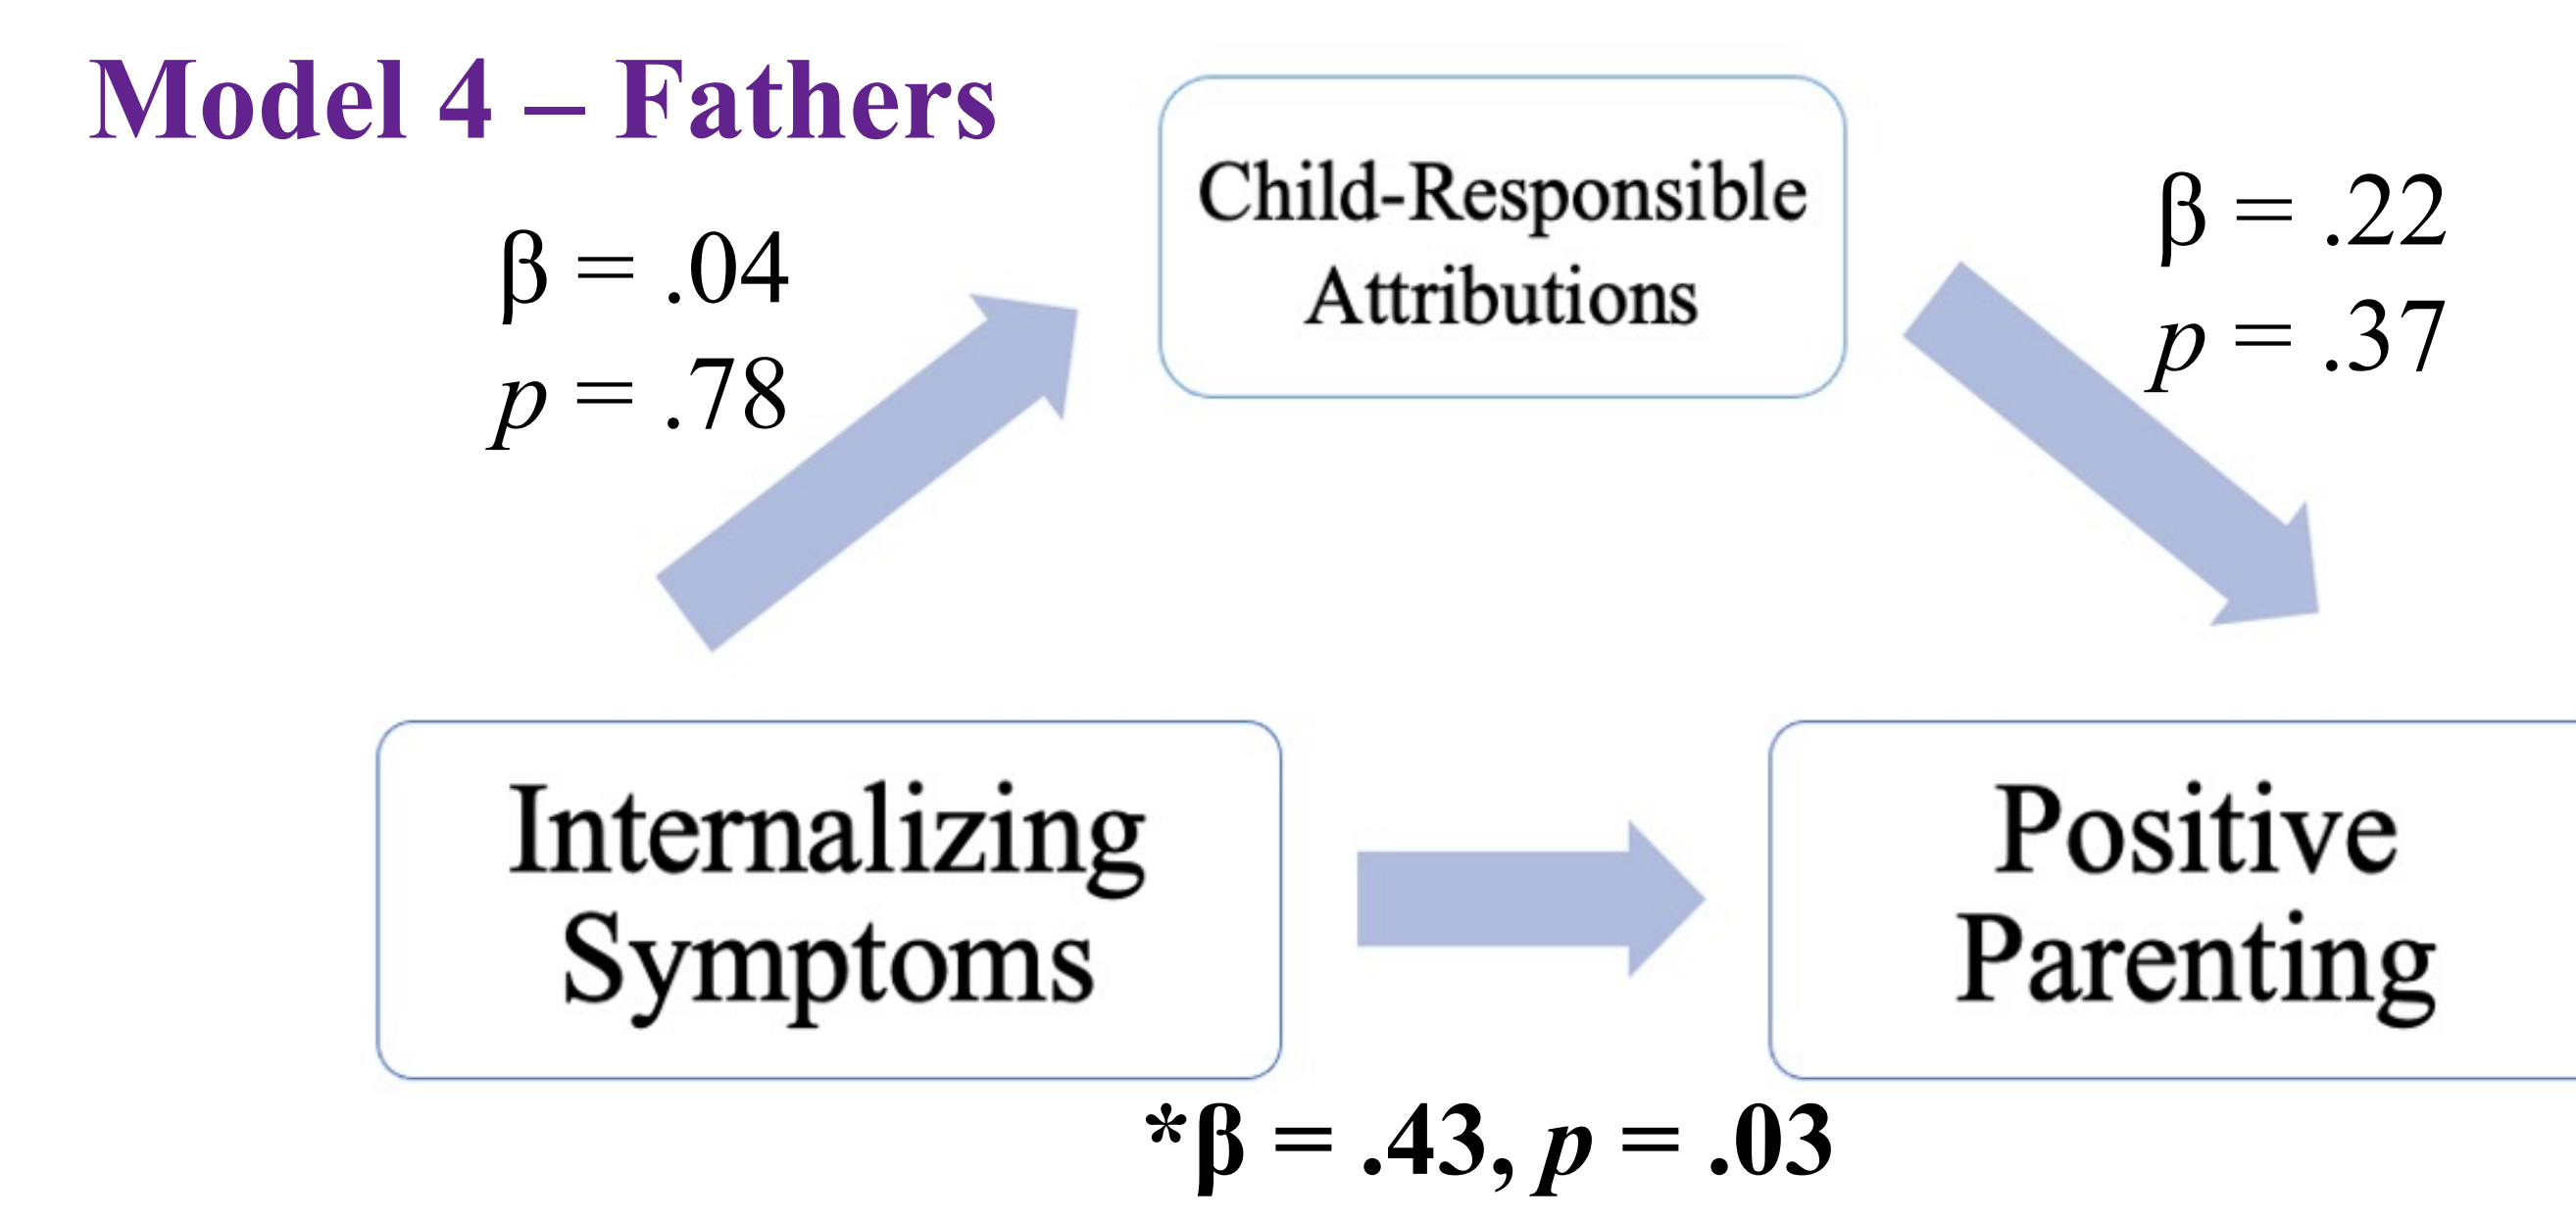 Model 4 – Fathers
β = .04
p = .78
Child-Responsible
Attributions
β = .22
p = .37
Internalizing
Symptoms
Positive
Parenting
*β = .43, p = .03